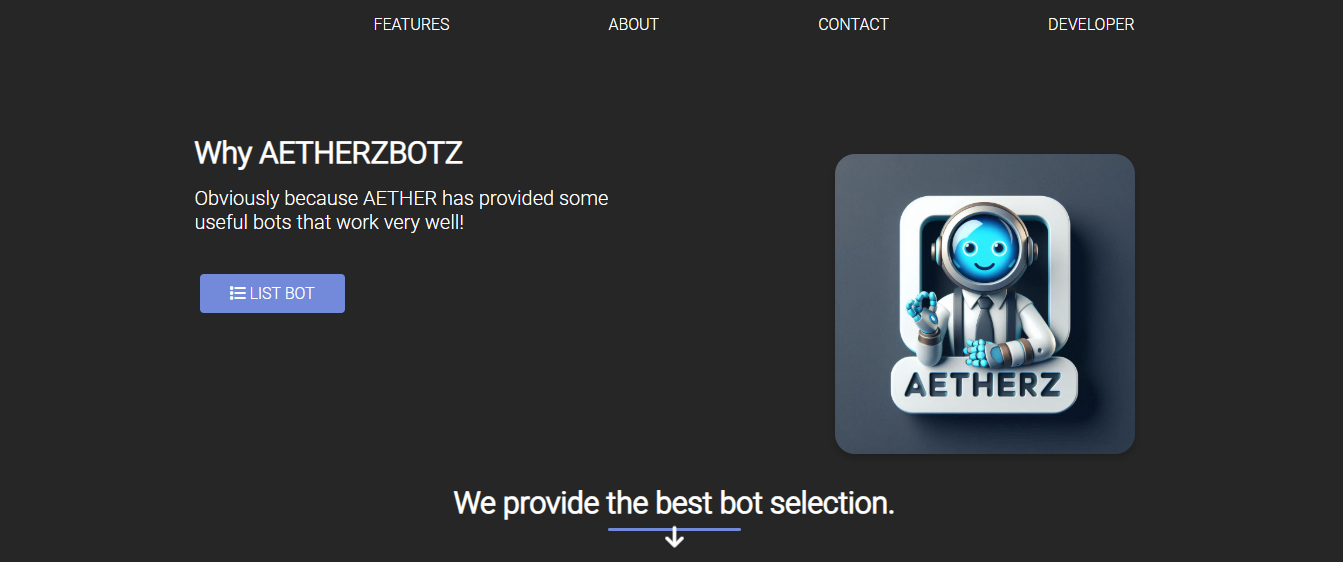 FEATURES
ABOUT
CONTACT
DEVELOPER
Why AETHERZBOTZ
Obviously because AETHER has provided some
useful bots that work very well!
LIST BOT
AETHERZ
We provide the best bot selection.